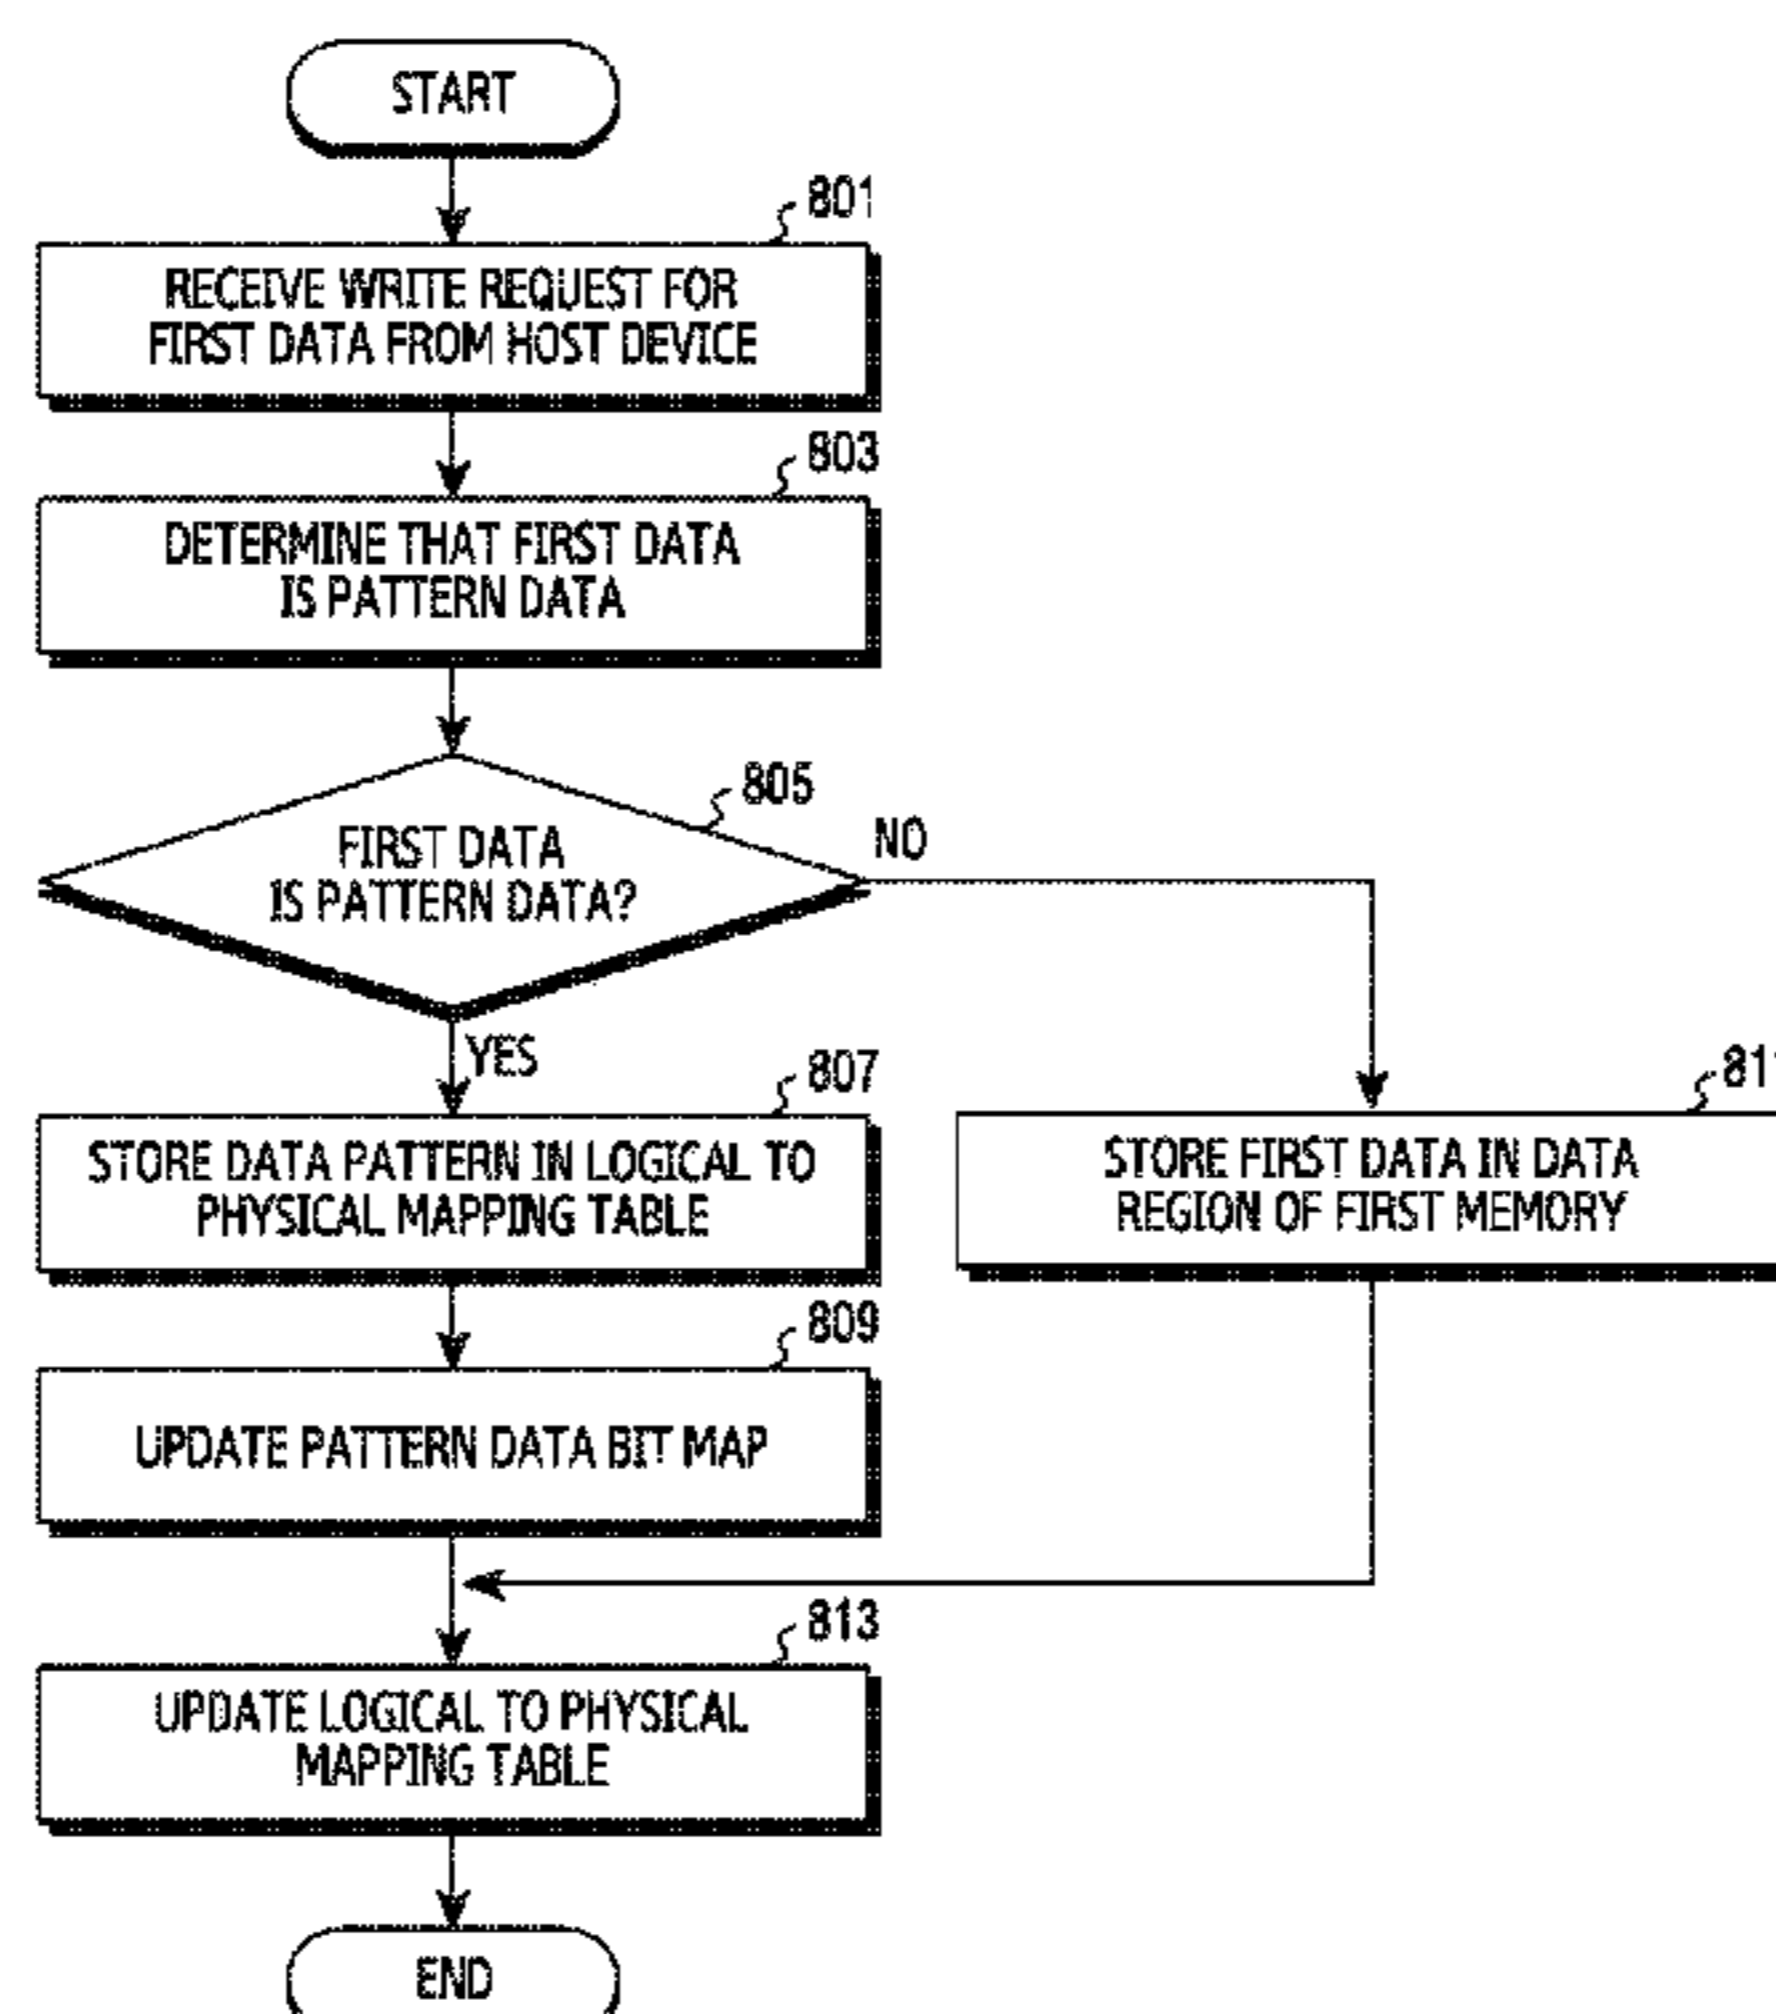 START
801
RECEIVE WRITE REQUEST FOR
FIRST DATA FROM HOST DEVICE
803
DETERMINE THAT FIRST DATA
IS PATTERN DATA
805
FIRST DATA
IS PATTERN DATA?
NO
YES
807
STORE DATA PATTERN IN LOGICAL TO
PHYSICAL MAPPING TABLE
STORE FIRST DATA IN DATA
REGION OF FIRST MEMORY
809
UPDATE PATTERN DATA BIT MAP
813
UPDATE LOGICAL TO PHYSICAL
MAPPING TABLE
END